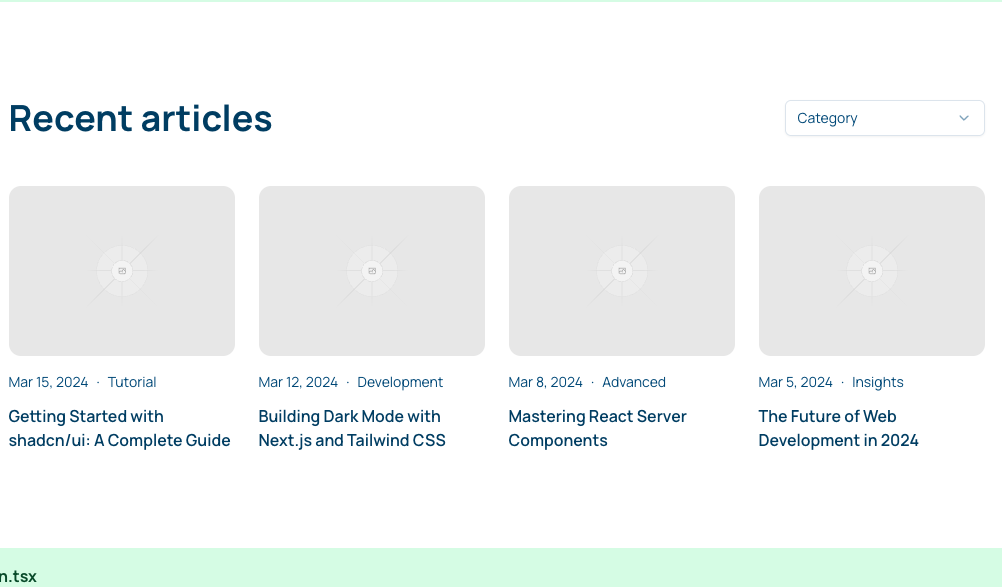 Recent articles
Category
Mar 15, 2024 · Tutorial
Getting Started with
shadcn/ui: A Complete Guide
Mar 12, 2024 · Development
Building Dark Mode with
Next.js and Tailwind CSS
Mar 8, 2024 · Advanced
Mastering React Server
Components
Mar 5, 2024 · Insights
The Future of Web
Development in 2024
n.tsx